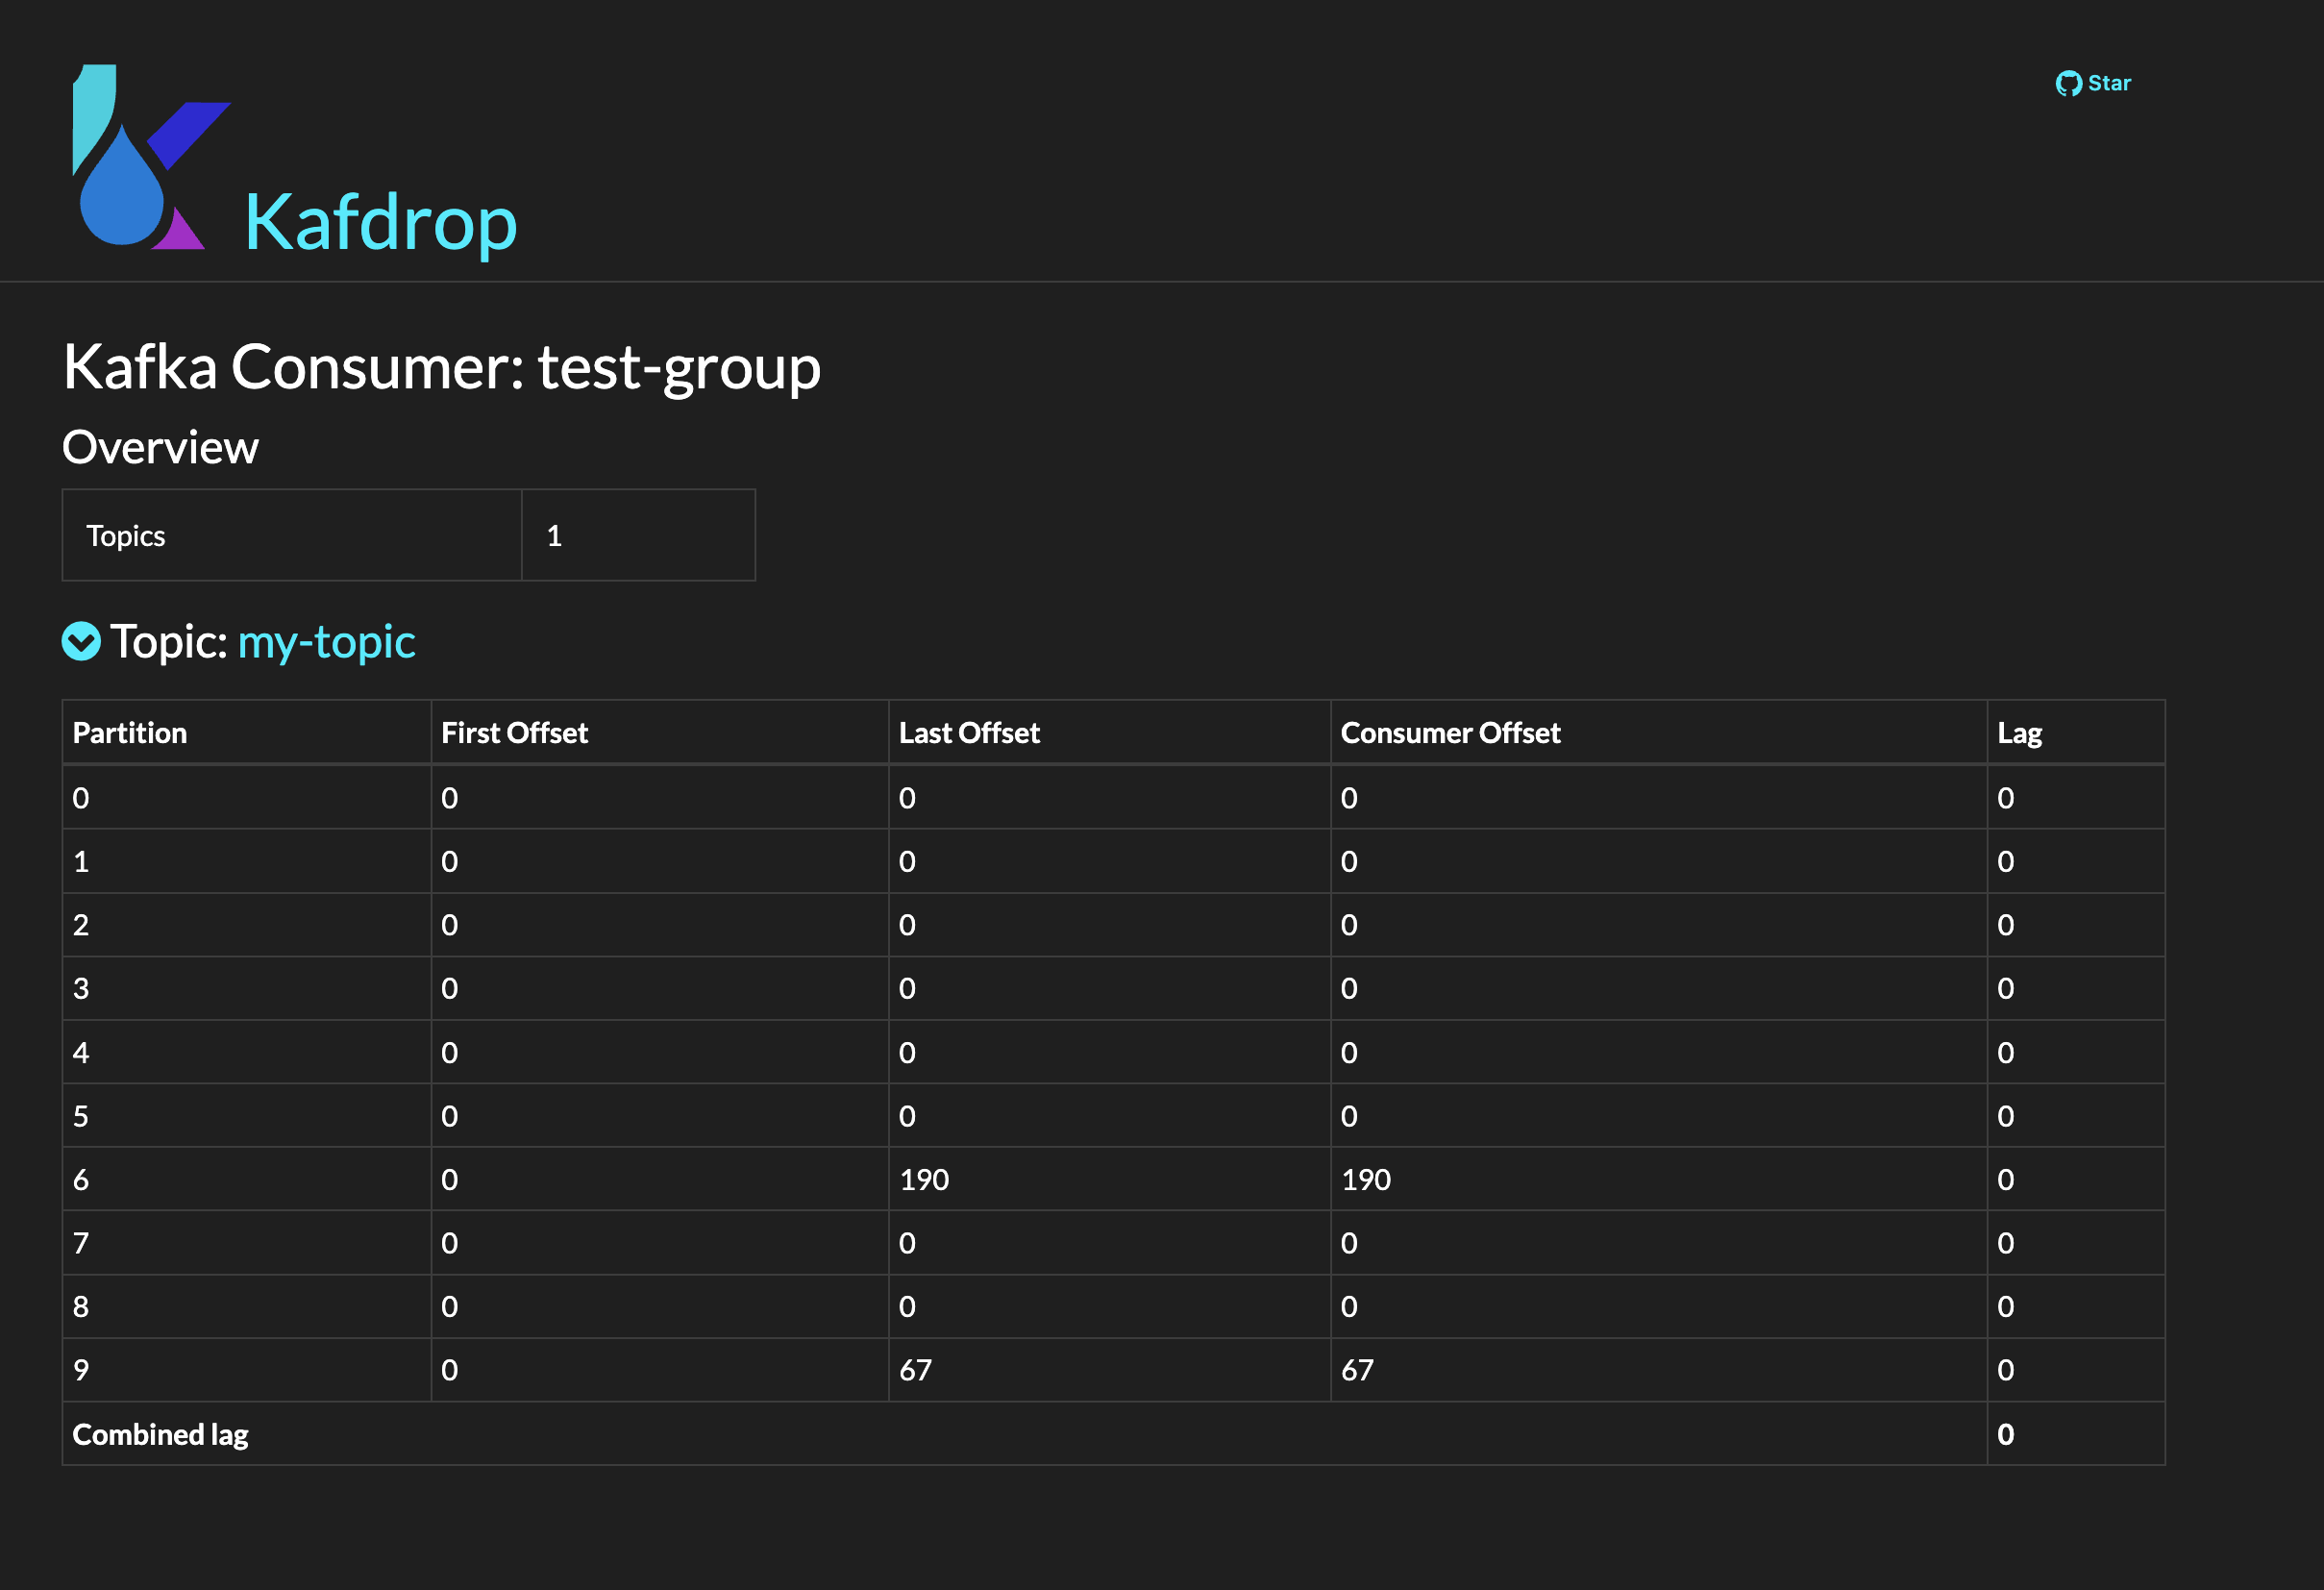 Star
Kafdrop
Kafka Consumer: test-group
Overview
Topics 1
Topic: my-topic
Partition First Offset Last Offset Consumer Offset Lag
0 0 0 0 0
1 0 0 0 0
2 0 0 0 0
3 0 0 0 0
4 0 0 0 0
5 0 0 0 0
6 0 190 190 0
7 0 0 0 0
8 0 0 0 0
9 0 67 67 0
Combined lag 0